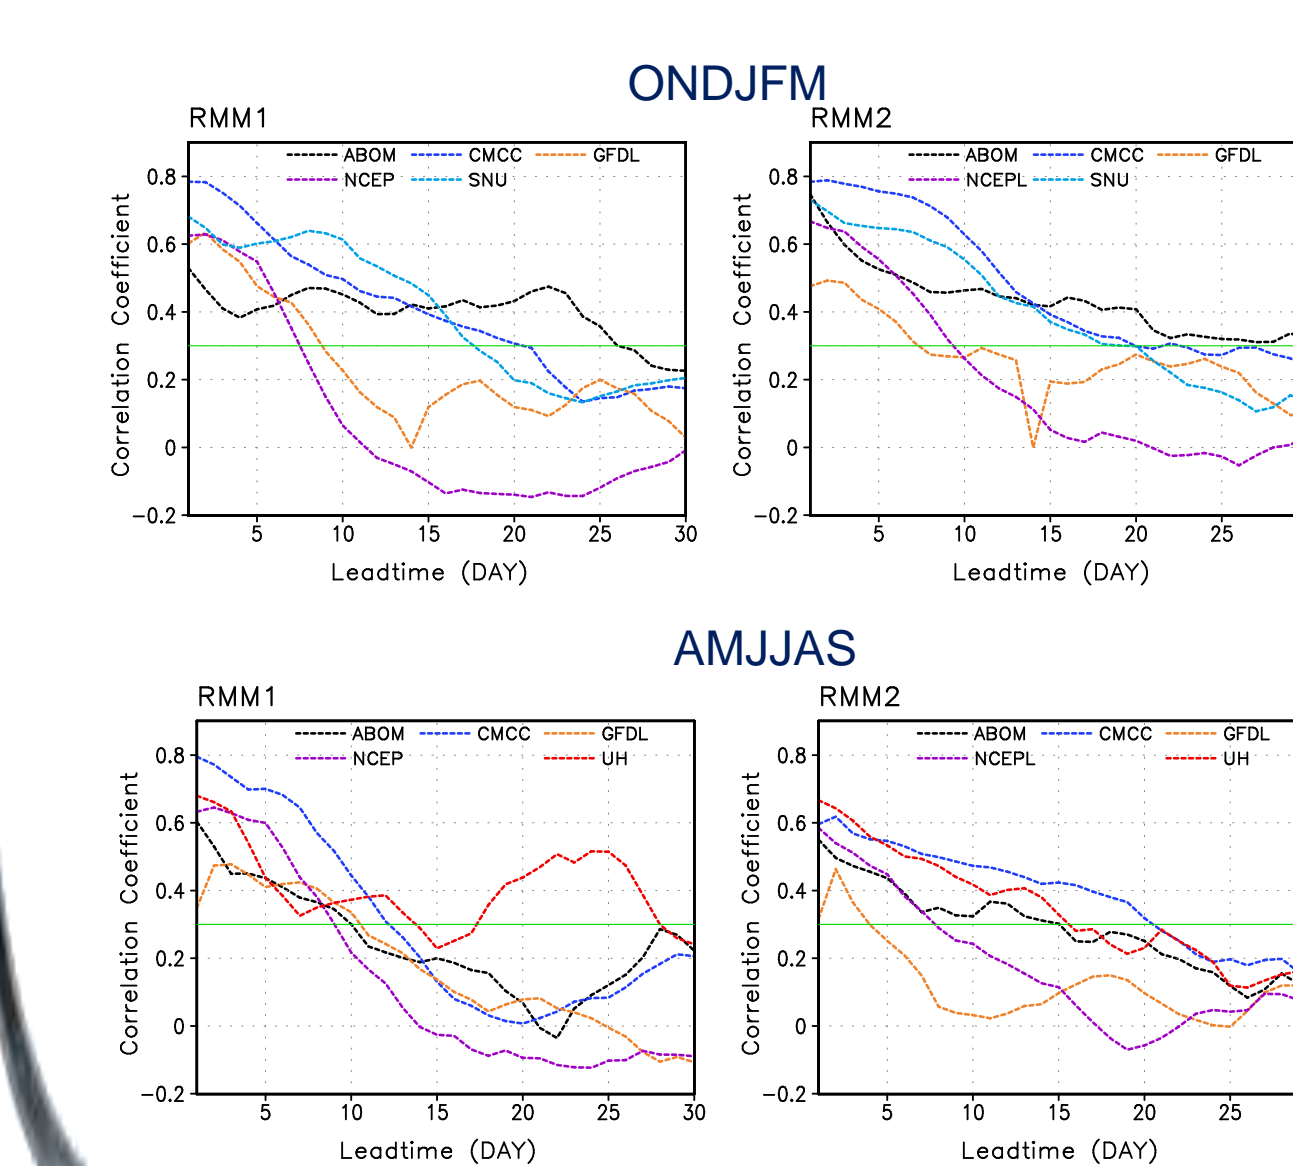 ONDJFM
RMM1
RMM2
ABOM CMCC GFDL
NCEP SNU
0.8
0.6
0.4
0.2
0
−0.2
5 10 15 20 25 30
Correlation Coefficient
Leadtime (DAY)
ABOM CMCC GFDL
NCEPL SNU
0.8
0.6
0.4
0.2
0
−0.2
5 10 15 20 25
Correlation Coefficient
Leadtime (DAY)
AMJJAS
RMM1
RMM2
ABOM CMCC GFDL
NCEP UH
0.8
0.6
0.4
0.2
0
−0.2
5 10 15 20 25 30
Correlation Coefficient
Leadtime (DAY)
ABOM CMCC GFDL
NCEPL UH
0.8
0.6
0.4
0.2
0
−0.2
5 10 15 20 25
Correlation Coefficient
Leadtime (DAY)